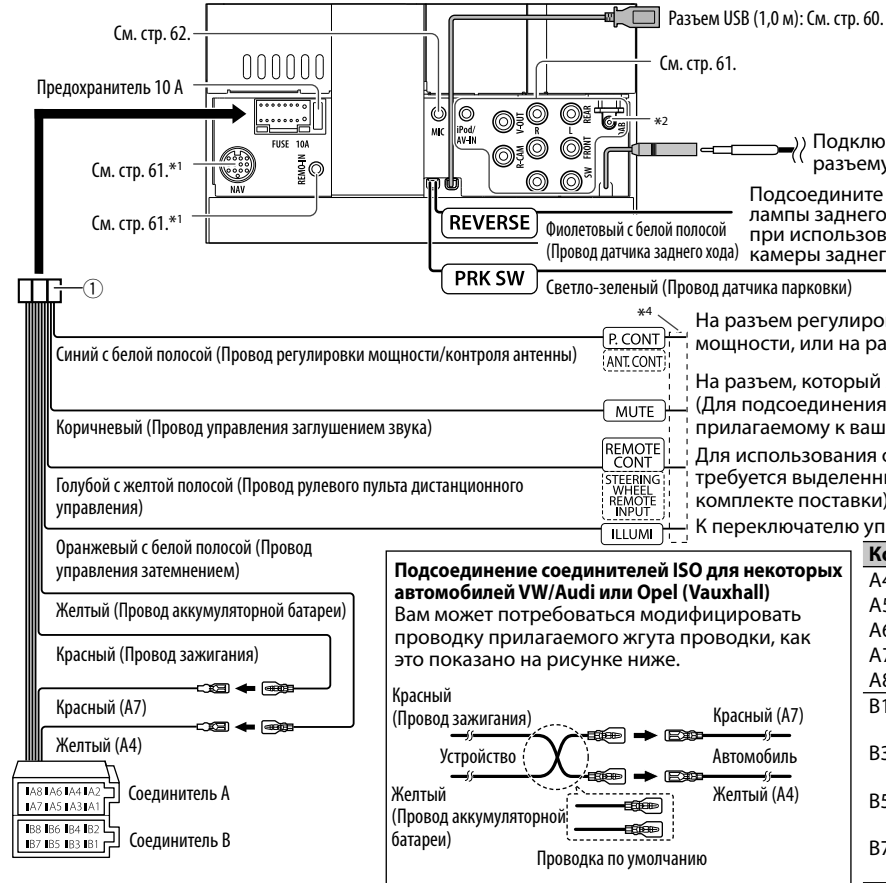 См. стр. 62.
Разъем USB (1,0 м): См. стр. 60.
См. стр. 61.
Предохранитель 10 А
FUSE 10A
MIC
iPod/
AV-IN
V-OUT
R-CAM
R
L
REAR
FRONT
SW
DAB
*2
См. стр. 61.*1
NAV
REMO-IN
См. стр. 61.*1
Подклю
разъему
REVERSE
Фиолетовый с белой полосой
(Провод датчика заднего хода)
Подсоедините
лампы заднего
при использов
камеры заднег
PRK SW
Светло-зеленый (Провод датчика парковки)
1
*4
Синий с белой полосой (Провод регулировки мощности/контроля антенны)
P. CONT
ANT. CONT
На разъем регулиро
мощности, или на ра
Коричневый (Провод управления заглушением звука)
MUTE
На разъем, который
(Для подсоединения
прилагаемому к ваш
Голубой с желтой полосой (Провод рулевого пульта дистанционного
управления)
REMOTE
CONT
STEERING
WHEEL
REMOTE
INPUT
Для использования с
требуется выделенн
комплекте поставки)
Оранжевый с белой полосой (Провод
управления затемнением)
ILLUMI
К переключателю уп
Желтый (Провод аккумуляторной батареи)
Красный (Провод зажигания)
Красный (A7)
Желтый (A4)
A8 A6 A4 A2
A7 A5 A3 A1
Соединитель A
B8 B6 B4 B2
B7 B5 B3 B1
Соединитель B
Подсоединение соединителей ISO для некоторых
автомобилей VW/Audi или Opel (Vauxhall)
Вам может потребоваться модифицировать
проводку прилагаемого жгута проводки, как
это показано на рисунке ниже.
Красный
(Провод зажигания)
Красный (A7)
Устройство
Автомобиль
Желтый
(Провод аккумуляторной
батареи)
Желтый (A4)
Проводка по умолчанию
Ко
A4
A5
A6
A7
A8
B1
B3
B5
B7